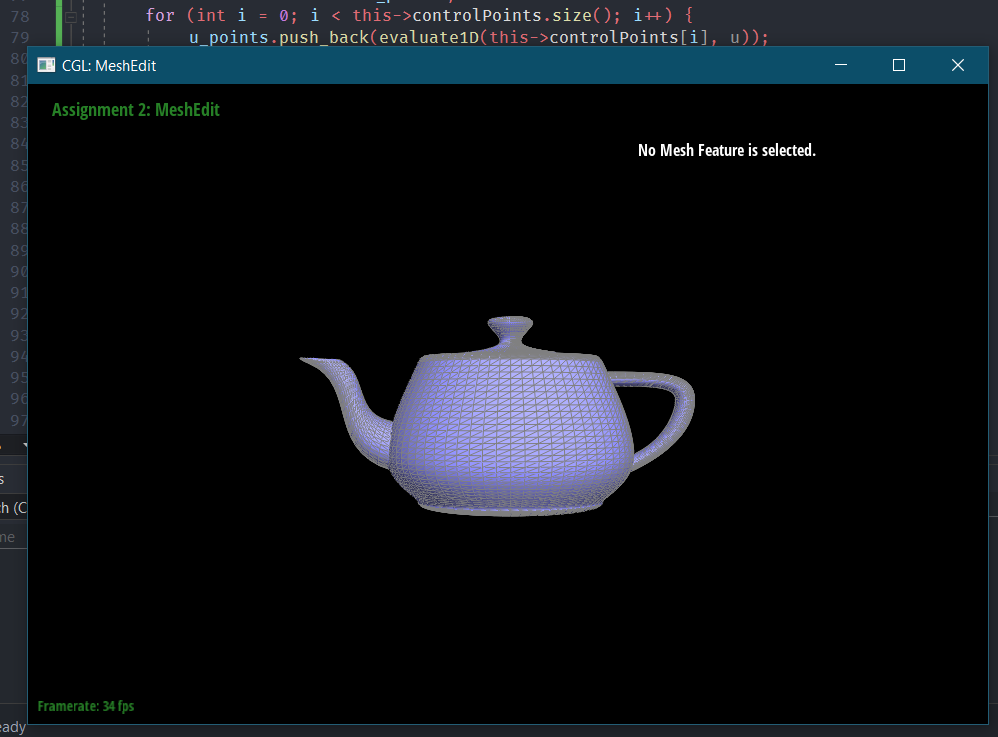 78 for (int i = 0; i < this->controlPoints.size(); i++) {
79 u_points.push_back(evaluate1D(this->controlPoints[i], u));
80
CGL: MeshEdit
81
82
Assignment 2: MeshEdit
83
84
No Mesh Feature is selected.
85
86
87
88
89
90
91
92
93
94
95
96
97
s
ch (C
me
Framerate: 34 fps
eady